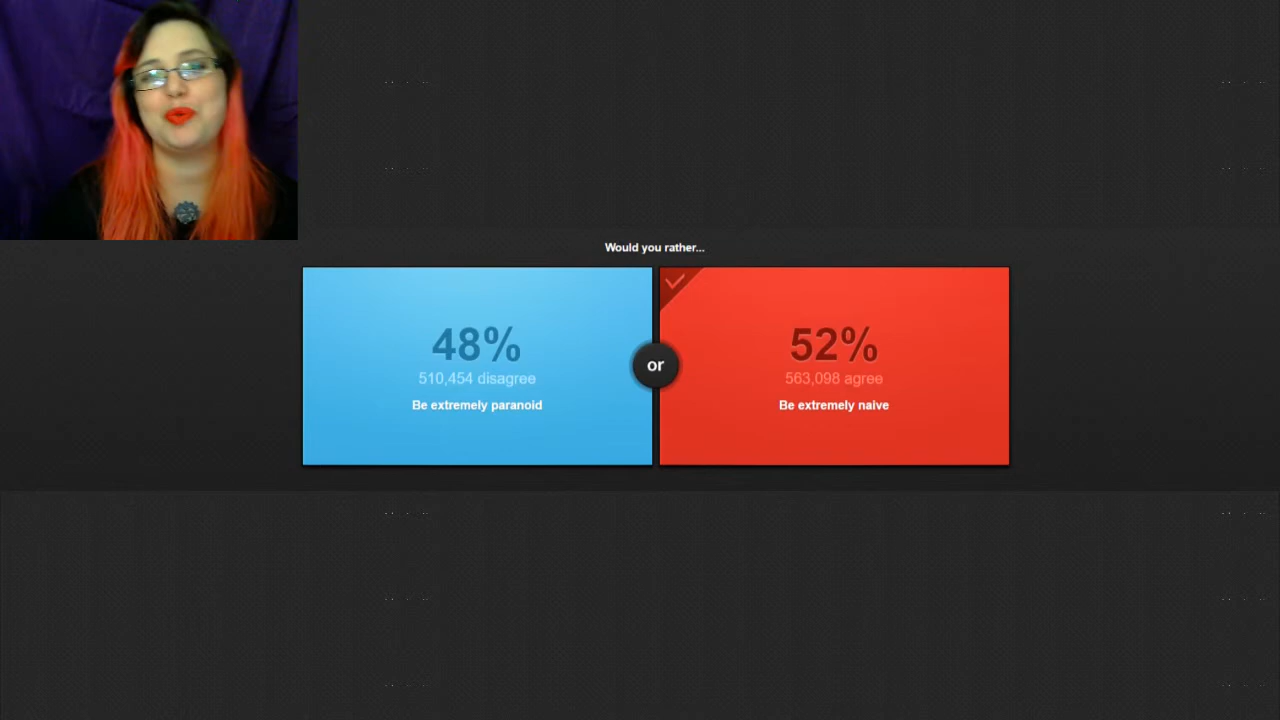 Would you rather...
48%
510,454 disagree
Be extremely paranoid
or
52%
563,098 agree
Be extremely naive